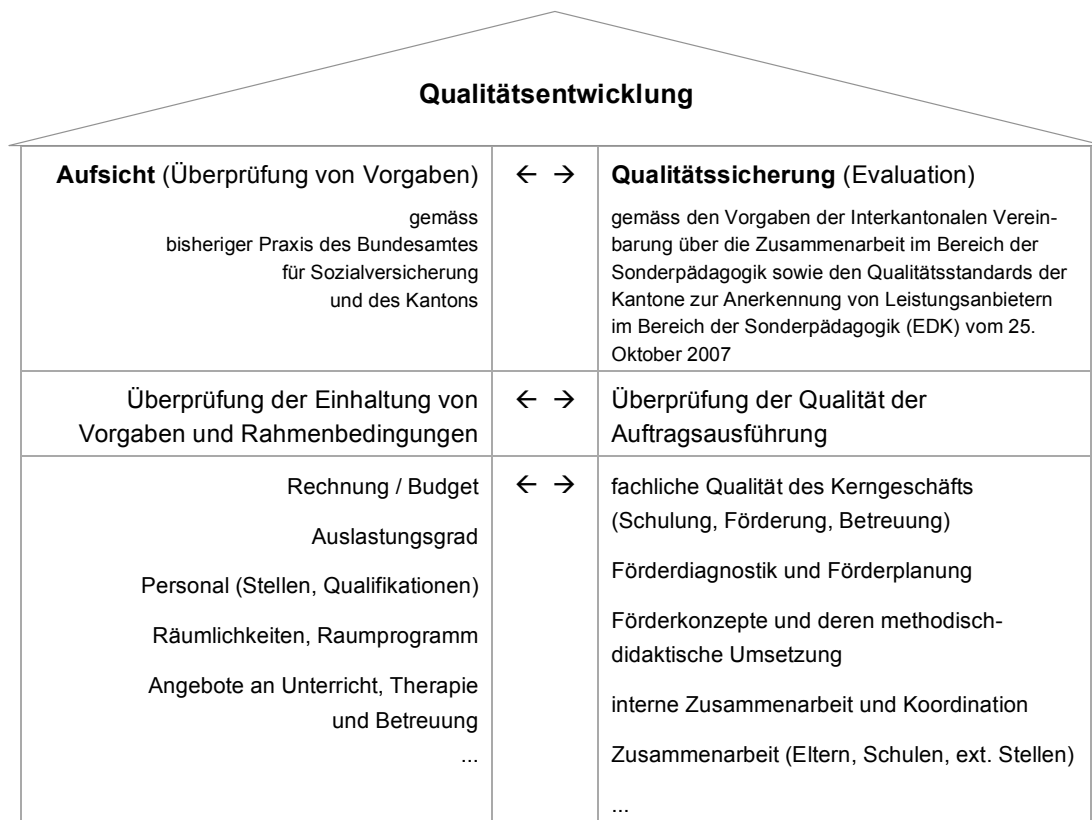 Qualitätsentwicklung
Aufsicht (Überprüfung von Vorgaben)
gemäss
bisheriger Praxis des Bundesamtes
für Sozialversicherung
und des Kantons
← →
Qualitätssicherung (Evaluation)
gemäss den Vorgaben der Interkantonalen Verein-
barung über die Zusammenarbeit im Bereich der
Sonderpädagogik sowie den Qualitätsstandards der
Kantone zur Anerkennung von Leistungsanbietern
im Bereich der Sonderpädagogik (EDK) vom 25.
Oktober 2007
Überprüfung der Einhaltung von
Vorgaben und Rahmenbedingungen
← →
Überprüfung der Qualität der
Auftragsausführung
Rechnung / Budget
Auslastungsgrad
Personal (Stellen, Qualifikationen)
Räumlichkeiten, Raumprogramm
Angebote an Unterricht, Therapie
und Betreuung
...
← →
fachliche Qualität des Kerngeschäfts
(Schulung, Förderung, Betreuung)
Förderdiagnostik und Förderplanung
Förderkonzepte und deren methodisch-
didaktische Umsetzung
interne Zusammenarbeit und Koordination
Zusammenarbeit (Eltern, Schulen, ext. Stellen)
...